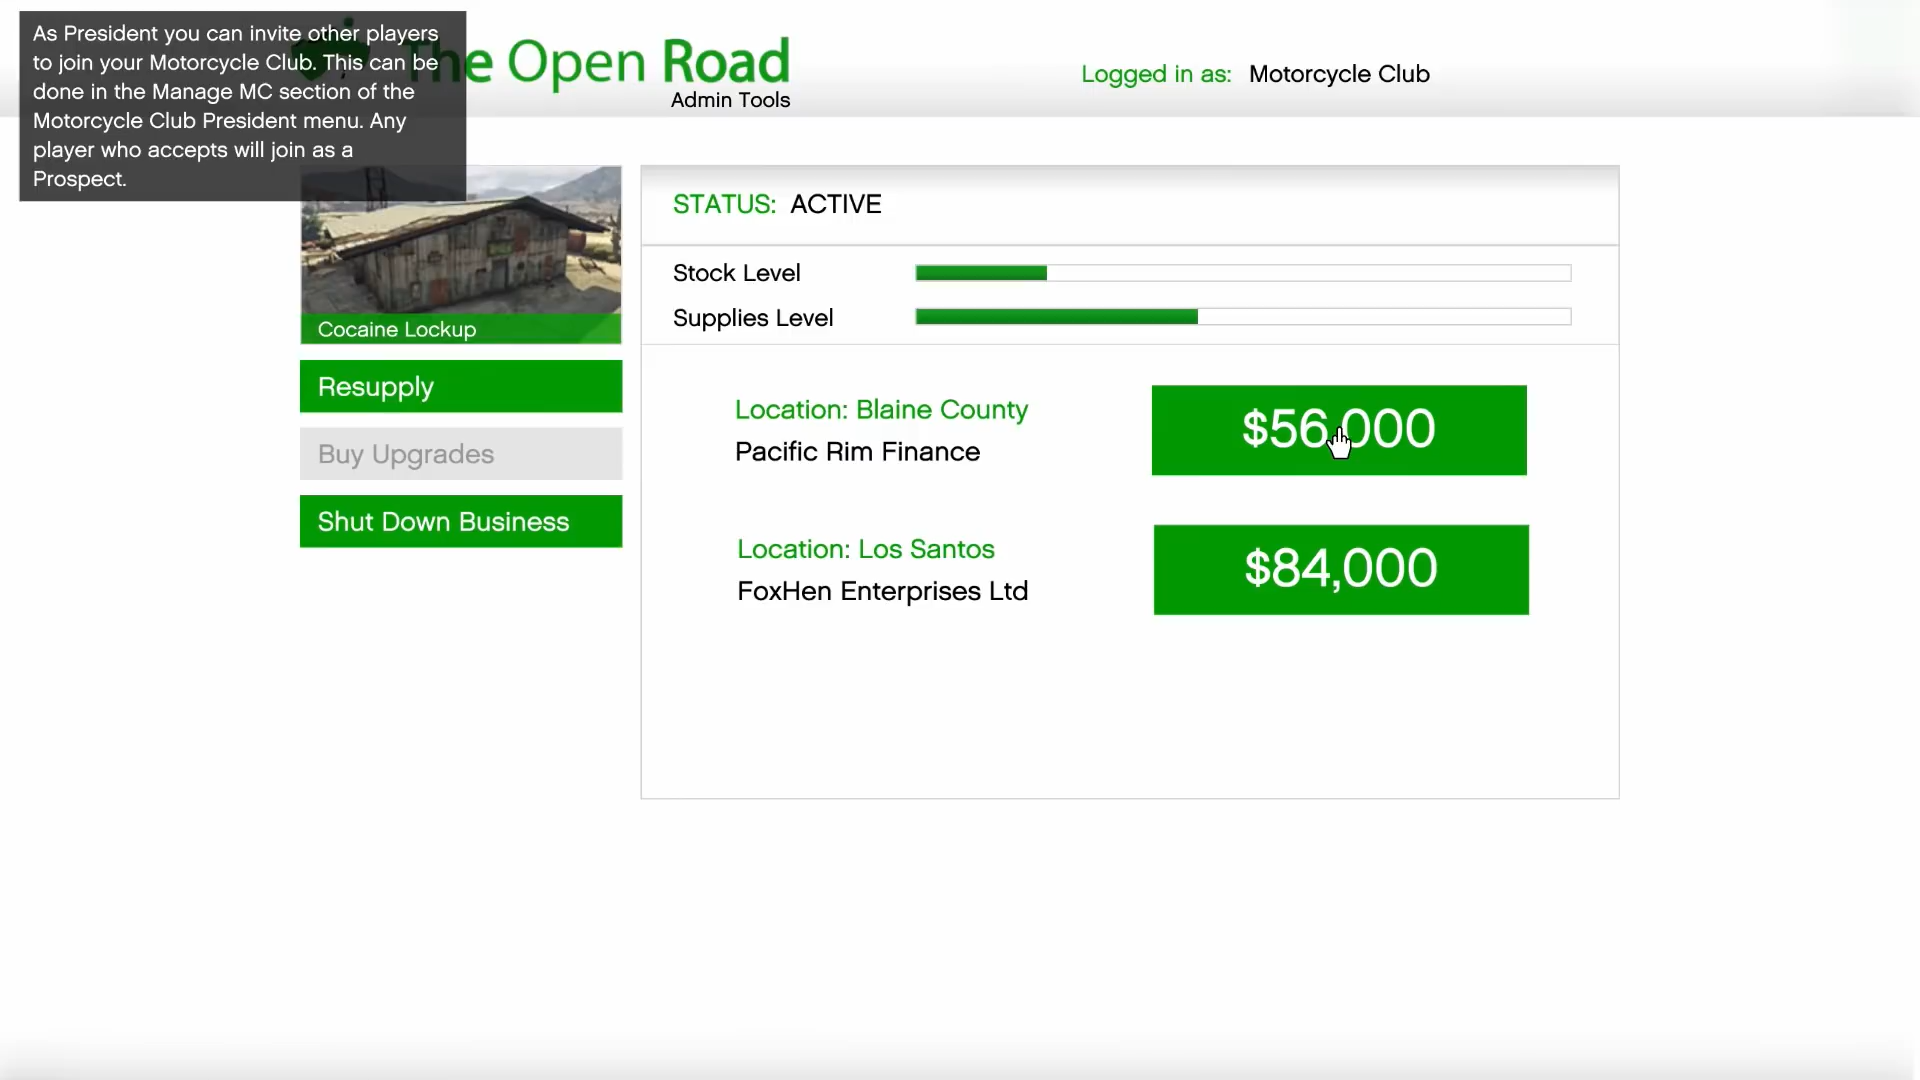 As President you can invite other players
to join your Motorcycle Club. This can be
done in the Manage MC section of the
Motorcycle Club President menu. Any
player who accepts will join as a
Prospect.
The Open Road
Admin Tools
Logged in as: Motorcycle Club
Cocaine Lockup
Resupply
Buy Upgrades
Shut Down Business
STATUS: ACTIVE
Stock Level
Supplies Level
Location: Blaine County
Pacific Rim Finance
$56,000
Location: Los Santos
FoxHen Enterprises Ltd
$84,000